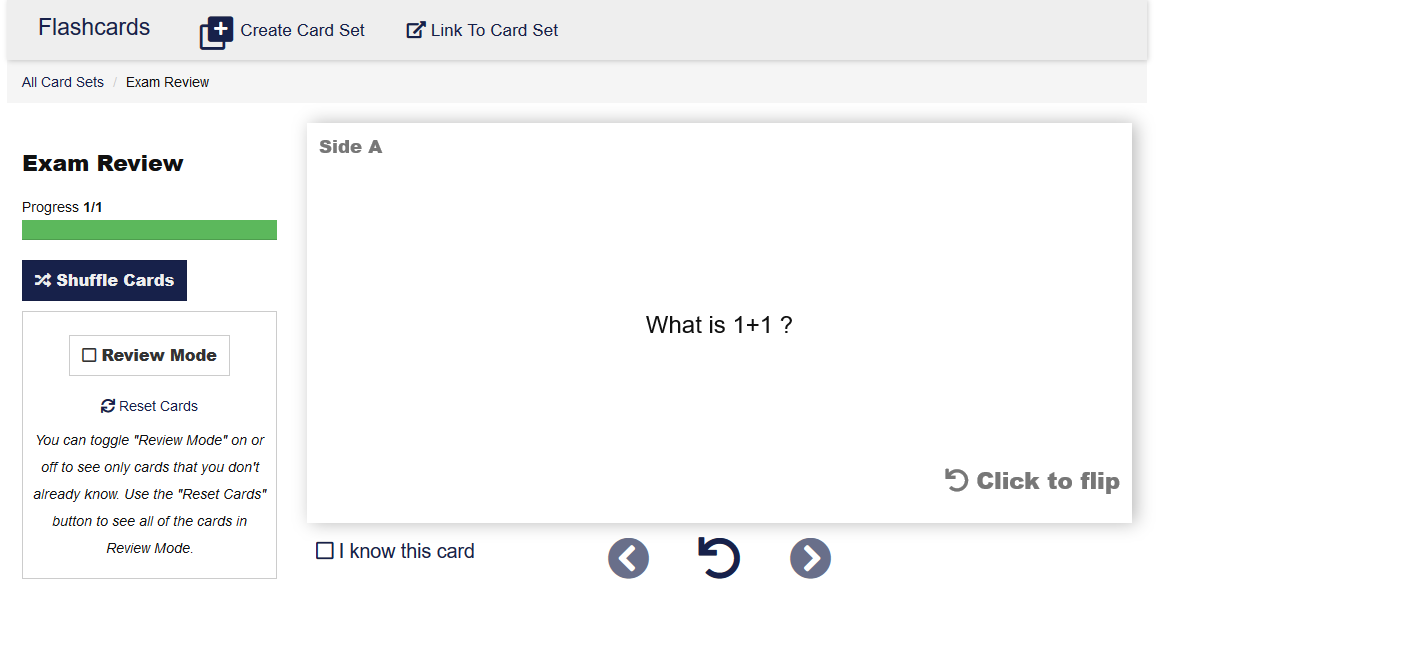 Flashcards
Create Card Set
Link To Card Set
All Card Sets / Exam Review
Exam Review
Progress 1/1
Shuffle Cards
Review Mode
Reset Cards
You can toggle "Review Mode" on or
off to see only cards that you don't
already know. Use the "Reset Cards"
button to see all of the cards in
Review Mode.
Side A
What is 1+1 ?
Click to flip
I know this card